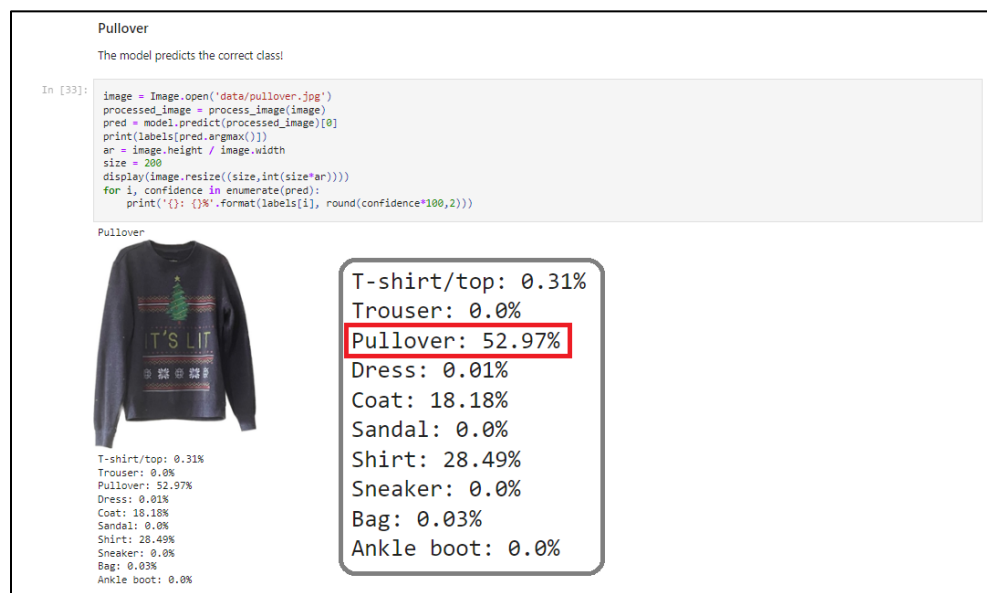 Pullover
The model predicts the correct class!
In [33]:
image = Image.open('data/pullover.jpg')
processed_image = process_image(image)
pred = model.predict(processed_image)[0]
print(labels[pred.argmax()])
ar = image.height / image.width
size = 200
display(image.resize((size,int(size*ar))))
for i, confidence in enumerate(pred):
    print('{}: {}%'.format(labels[i], round(confidence*100,2)))
Pullover
IT'S LIT
T-shirt/top: 0.31%
Trouser: 0.0%
Pullover: 52.97%
Dress: 0.01%
Coat: 18.18%
Sandal: 0.0%
Shirt: 28.49%
Sneaker: 0.0%
Bag: 0.03%
Ankle boot: 0.0%
T-shirt/top: 0.31%
Trouser: 0.0%
Pullover: 52.97%
Dress: 0.01%
Coat: 18.18%
Sandal: 0.0%
Shirt: 28.49%
Sneaker: 0.0%
Bag: 0.03%
Ankle boot: 0.0%